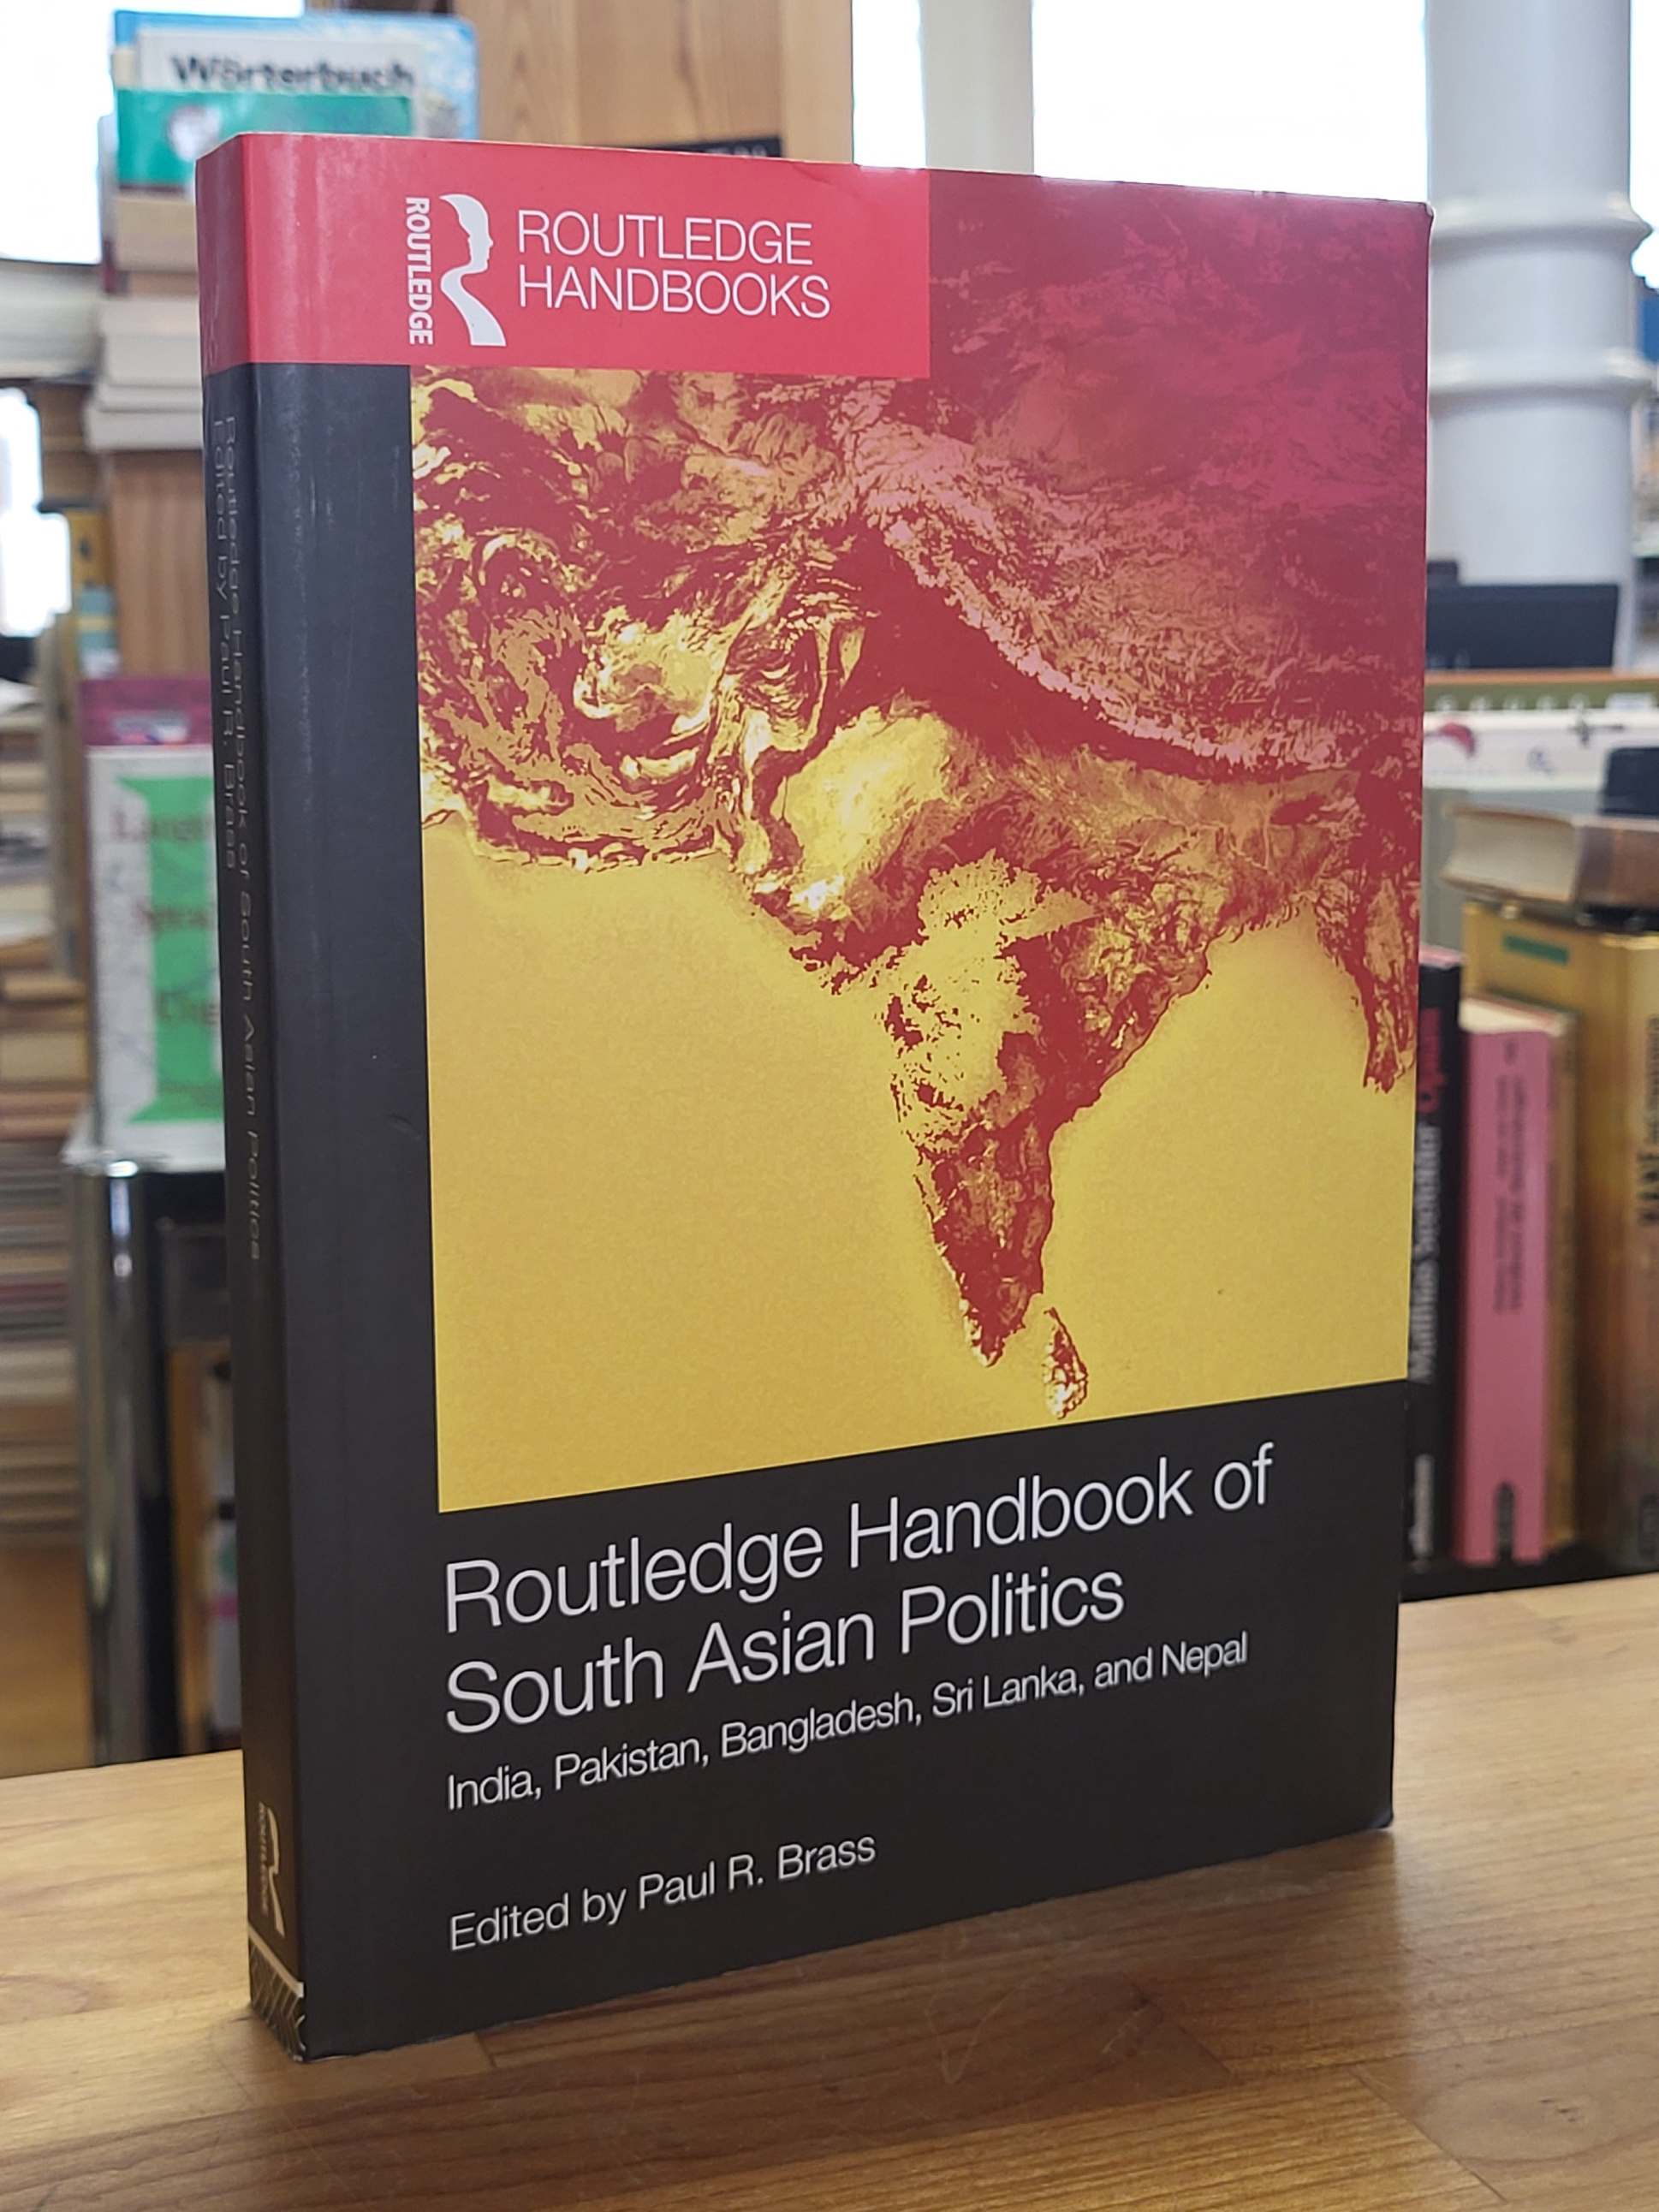 Wörterbuch
ROUTLEDGE
ROUTLEDGE
HANDBOOKS
Routledge Handbook of South Asian Politics
Edited by Paul R. Brass
Routledge Handbook of
South Asian Politics
India, Pakistan, Bangladesh, Sri Lanka, and Nepal
Edited by Paul R. Brass
ROUTLEDGE